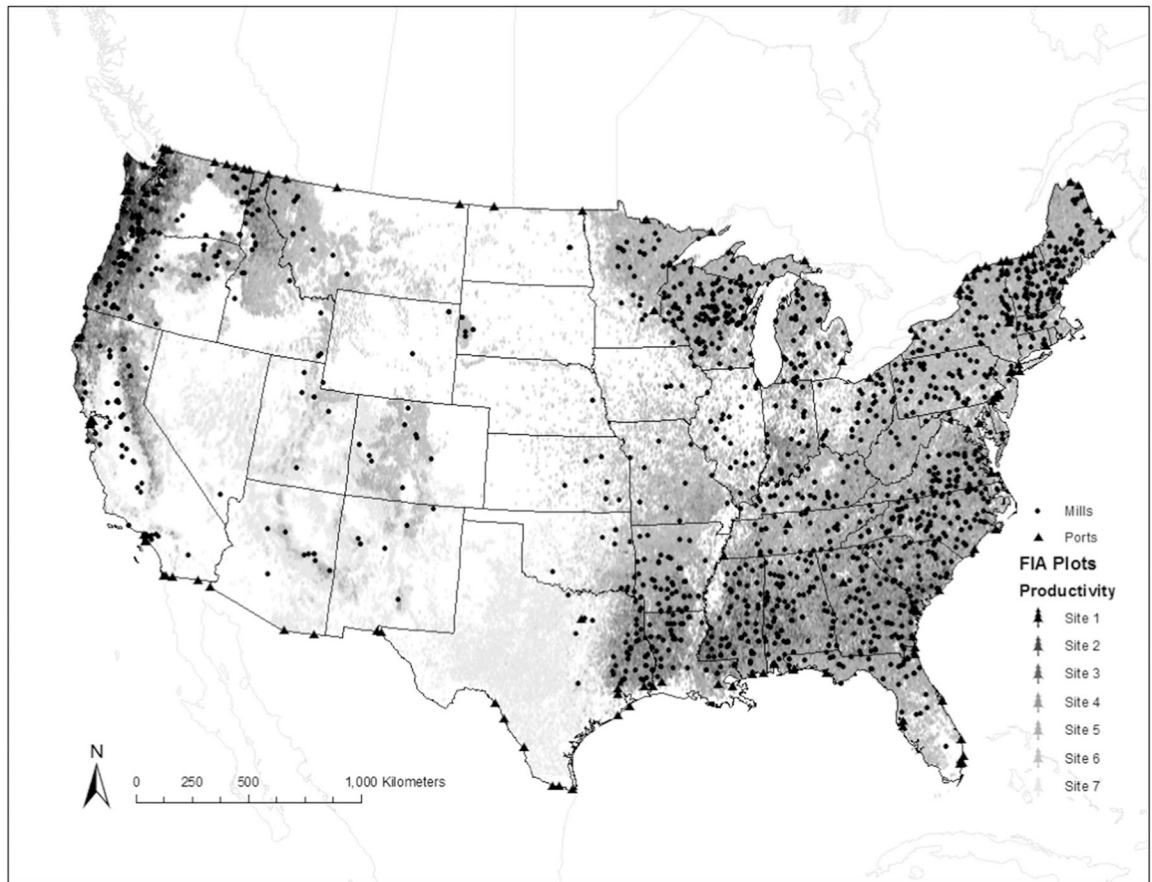 Mills
Ports
FIA Plots
Productivity
Site 1
Site 2
Site 3
Site 4
Site 5
Site 6
Site 7
N
0 250 500 1,000 Kilometers